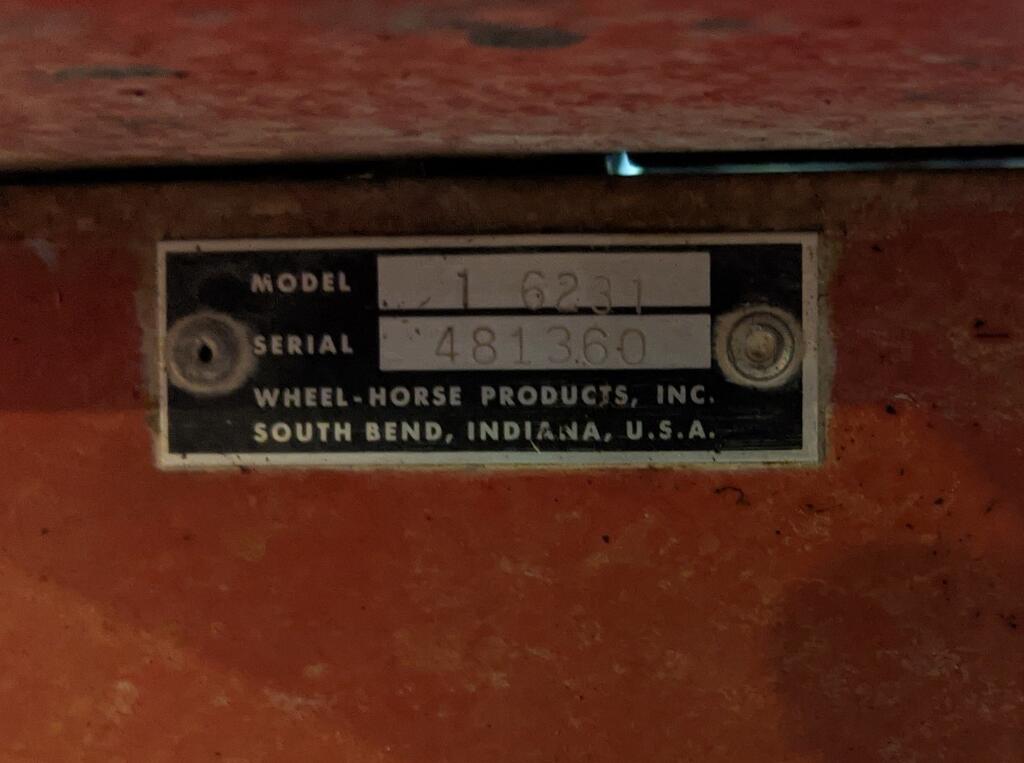 MODEL 1 6231
SERIAL 481360
WHEEL-HORSE PRODUCTS, INC.
SOUTH BEND, INDIANA, U.S.A.